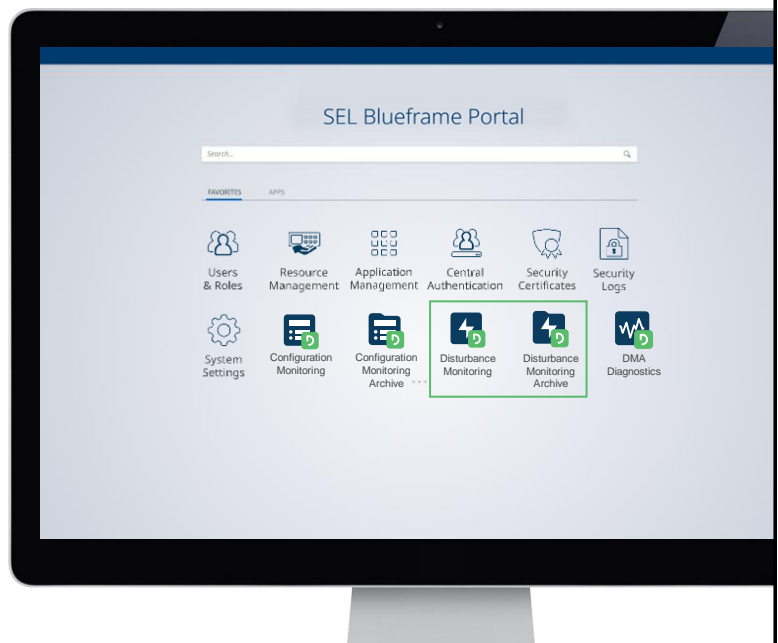 SEL Blueframe Portal
Search...
FAVORITES APPS
Users
& Roles
Resource
Management
Application
Management
Central
Authentication
Security
Certificates
Security
Logs
System
Settings
Configuration
Monitoring
Configuration
Monitoring
Archive
Disturbance
Monitoring
Disturbance
Monitoring
Archive
DMA
Diagnostics